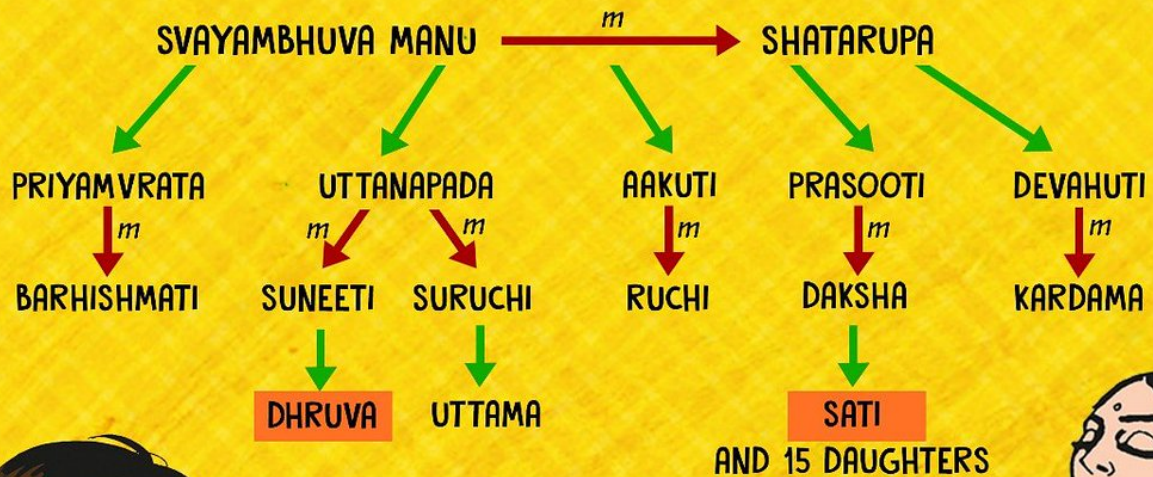 SVAYAMBHUVA MANU m SHATARUPA
PRIYAMVRATA UTTANAPADA AAKUTI PRASOOTI DEVAHUTI
m m m m m m
BARHISHMATI SUNEETI SURUCHI RUCHI DAKSHA KARDAMA
DHRUVA UTTAMA SATI
AND 15 DAUGHTERS